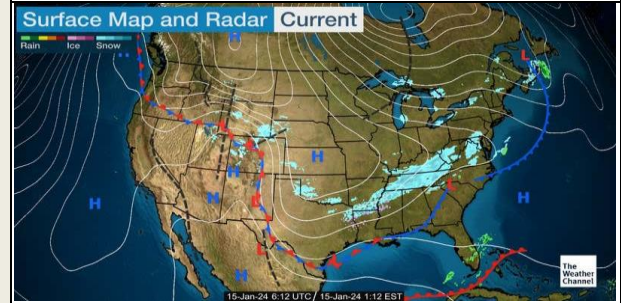 Surface Map and Radar Current
Rain Ice Snow
H
H
L
L
H
H
H
H
L
L
H
L
L
H
The Weather Channel
15-Jan-24 6:12 UTC / 15-Jan-24 1:12 EST